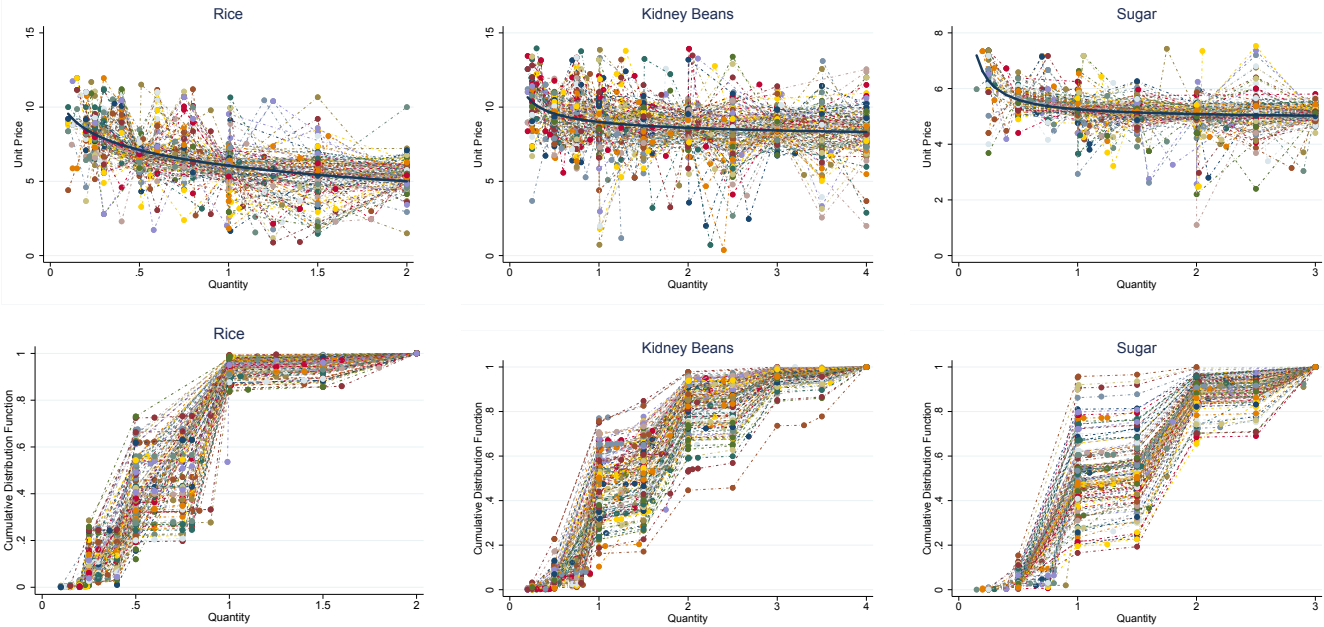 Rice
Unit Price
15
10
5
0
0 .5 1 1.5 2
Quantity
Kidney Beans
Unit Price
15
10
5
0
0 1 2 3 4
Quantity
Sugar
Unit Price
8
6
4
2
0
0 1 2 3
Quantity
Rice
Cumulative Distribution Function
1
.8
.6
.4
.2
0
0 .5 1 1.5 2
Quantity
Kidney Beans
Cumulative Distribution Function
1
.8
.6
.4
.2
0
0 1 2 3 4
Quantity
Sugar
Cumulative Distribution Function
1
.8
.6
.4
.2
0
0 1 2 3
Quantity